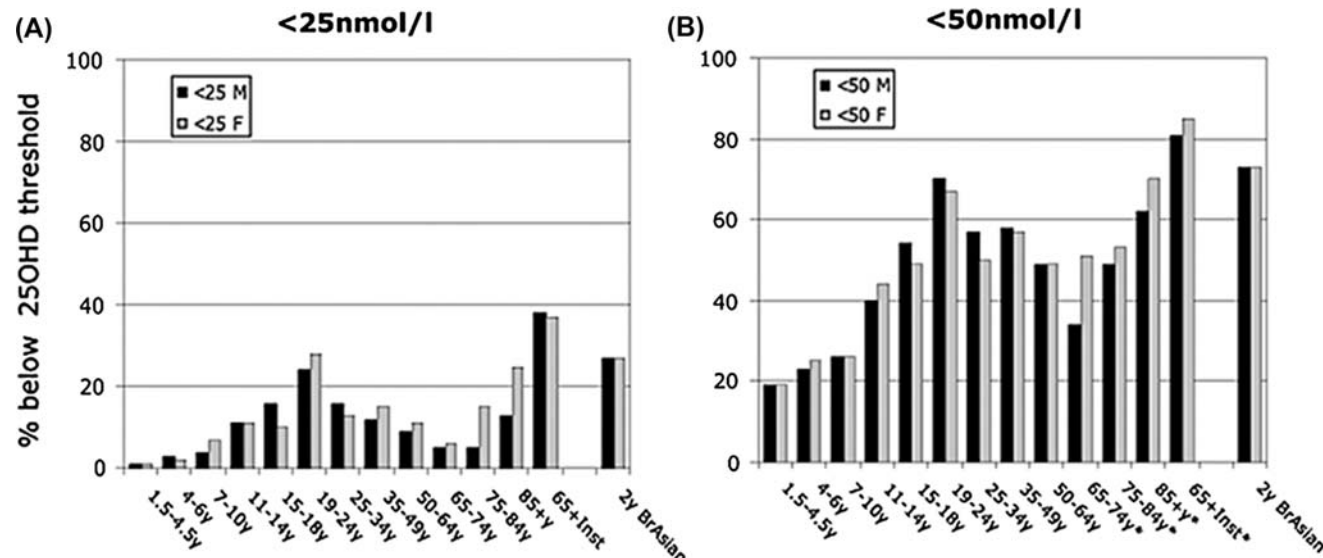 (A) <25nmol/l
% below 25OHD threshold
100
80
60
40
20
0
<25 M
<25 F
1.5-4.5y
4-6y
7-10y
11-14y
15-18y
19-24y
25-34y
35-49y
50-64y
65-74y
75-84y
85+y
65+Inst
2y BrAsian
(B) <50nmol/l
100
80
60
40
20
0
<50 M
<50 F
1.5-4.5y
4-6y
7-10y
11-14y
15-18y
19-24y
25-34y
35-49y
50-64y
65-74y*
75-84y*
85+y*
65+Inst*
2y BrAsian